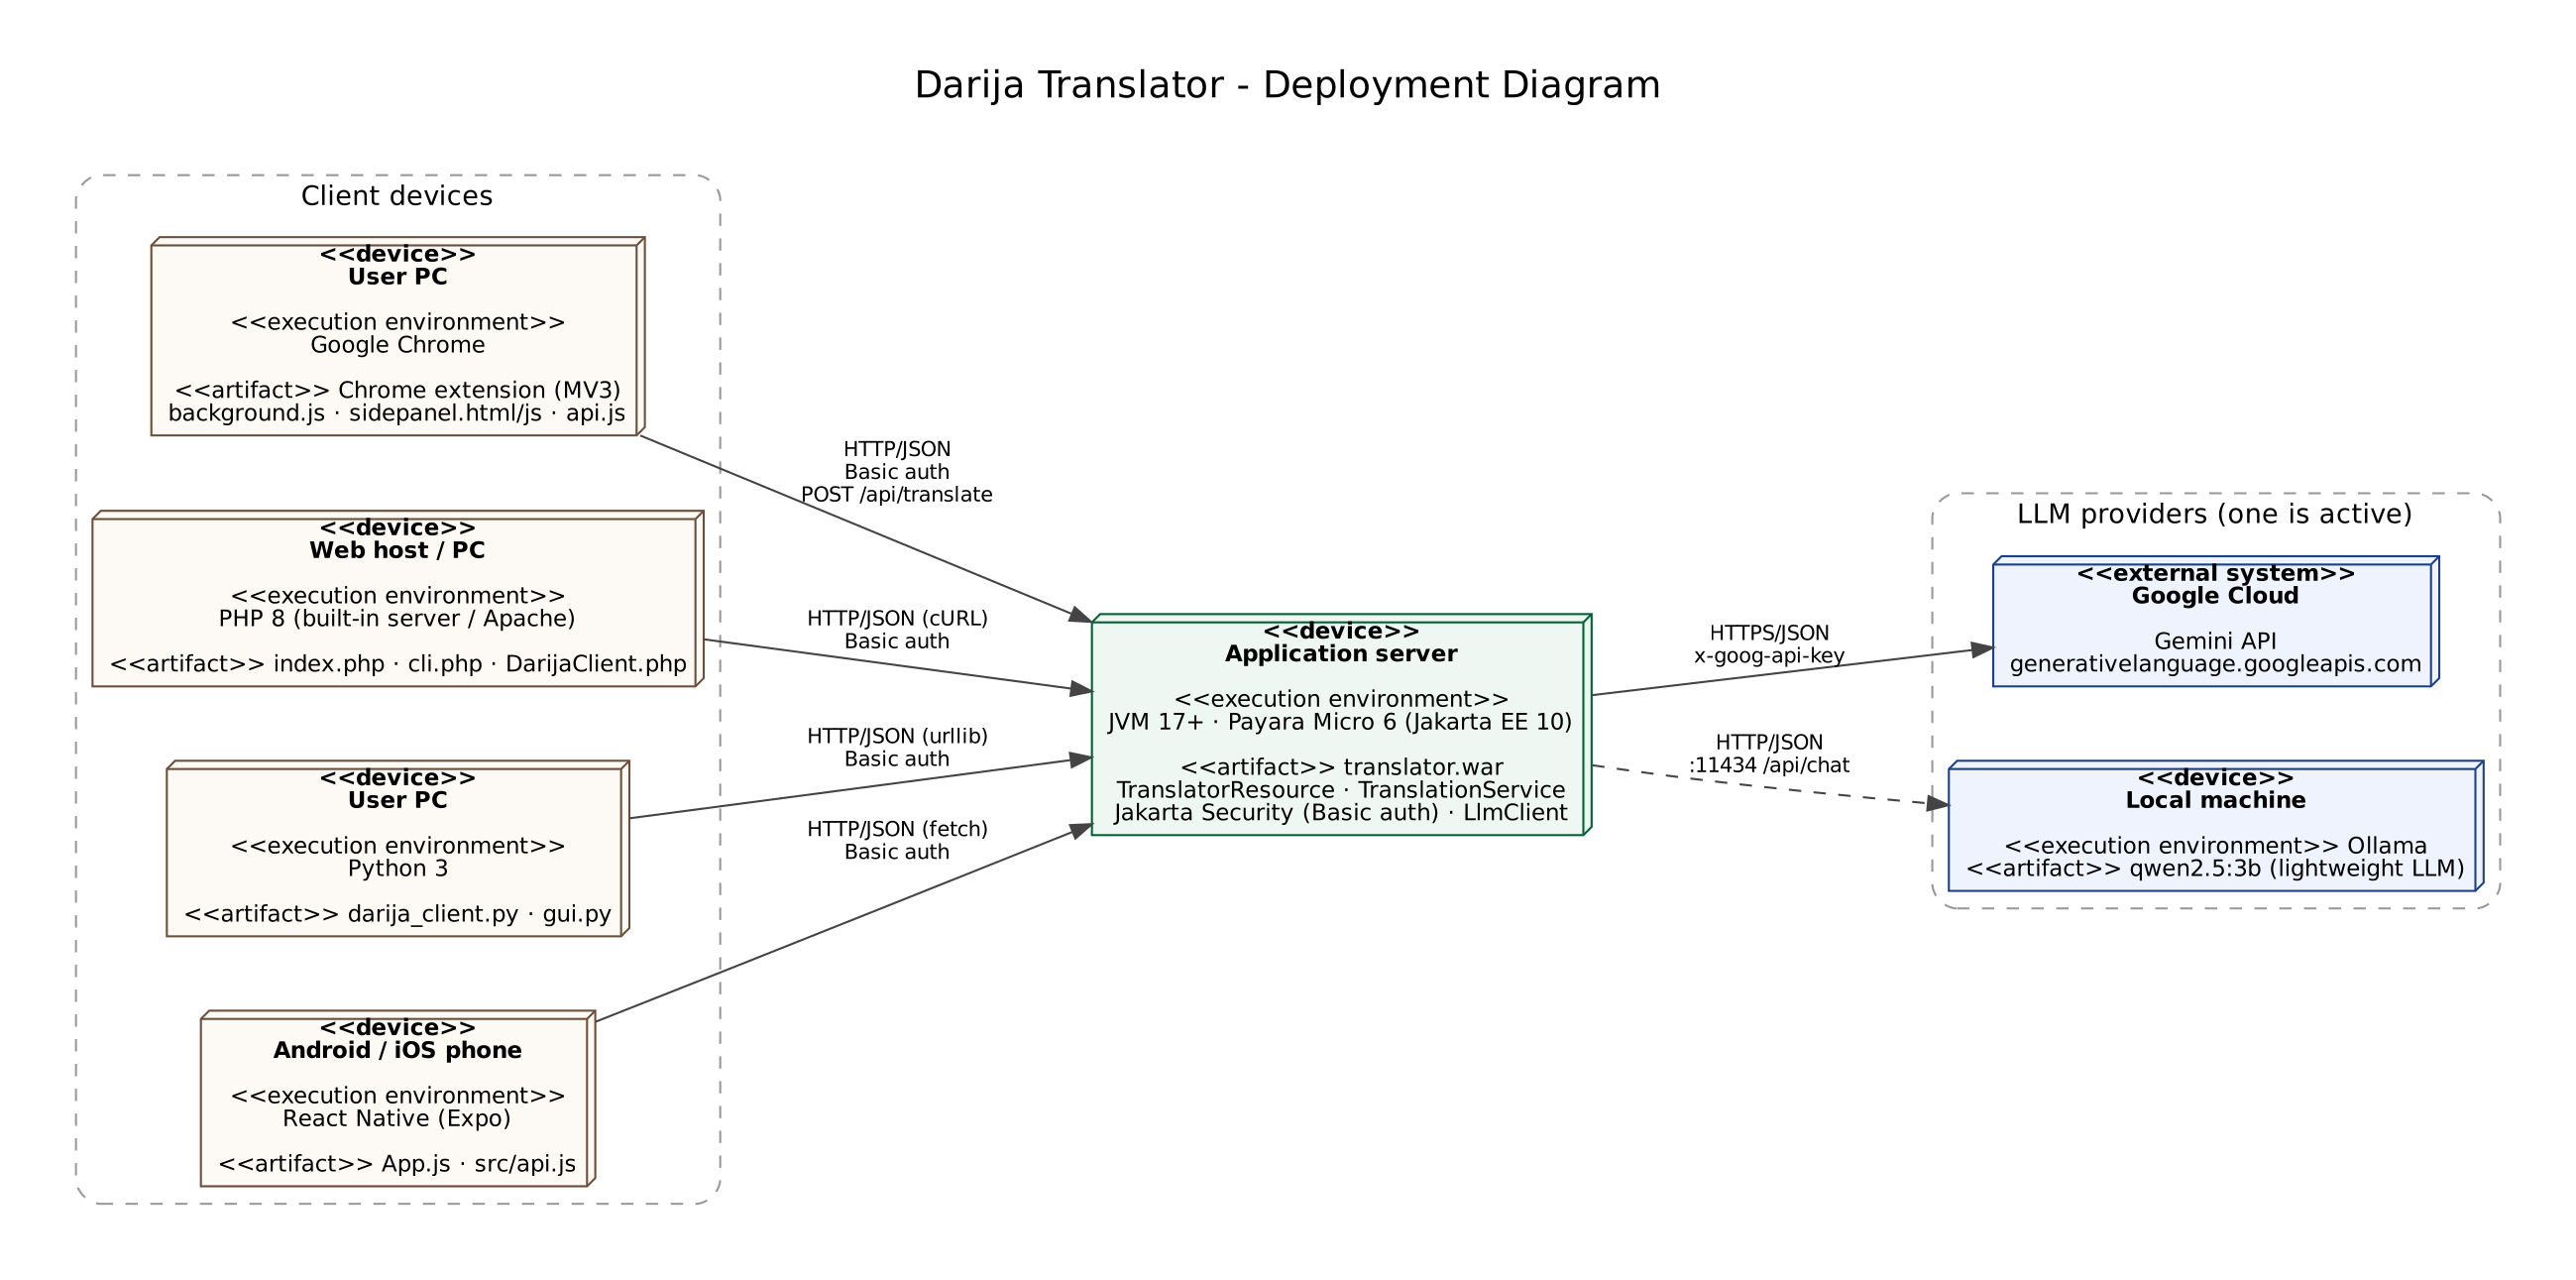 Darija Translator - Deployment Diagram
Client devices
<<device>>
User PC
<<execution environment>>
Google Chrome
<<artifact>> Chrome extension (MV3)
background.js · sidepanel.html/js · api.js
<<device>>
Web host / PC
<<execution environment>>
PHP 8 (built-in server / Apache)
<<artifact>> index.php · cli.php · DarijaClient.php
<<device>>
User PC
<<execution environment>>
Python 3
<<artifact>> darija_client.py · gui.py
<<device>>
Android / iOS phone
<<execution environment>>
React Native (Expo)
<<artifact>> App.js · src/api.js
HTTP/JSON
Basic auth
POST /api/translate
HTTP/JSON (cURL)
Basic auth
HTTP/JSON (urllib)
Basic auth
HTTP/JSON (fetch)
Basic auth
<<device>>
Application server
<<execution environment>>
JVM 17+ · Payara Micro 6 (Jakarta EE 10)
<<artifact>> translator.war
TranslatorResource · TranslationService
Jakarta Security (Basic auth) · LlmClient
HTTPS/JSON
x-goog-api-key
HTTP/JSON
:11434 /api/chat
LLM providers (one is active)
<<external system>>
Google Cloud
Gemini API
generativelanguage.googleapis.com
<<device>>
Local machine
<<execution environment>> Ollama
<<artifact>> qwen2.5:3b (lightweight LLM)